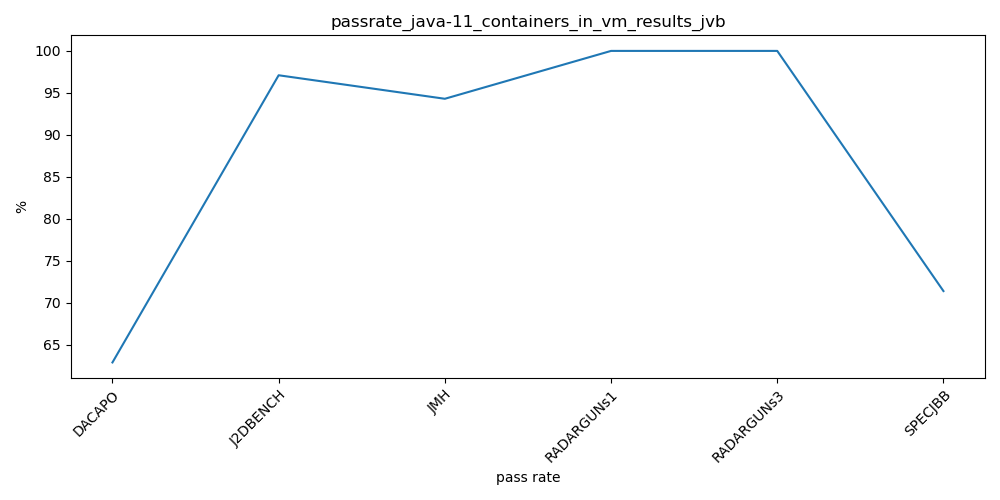 passrate_java-11_containers_in_vm_results_jvb
100
95
90
85
80
75
70
65
%
DACAPO
J2DBENCH
JMH
RADARGUNs1
RADARGUNs3
SPECJBB
pass rate